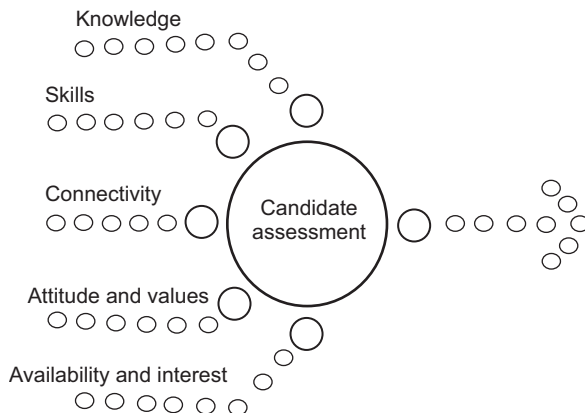 Knowledge
Skills
Connectivity
Candidate
assessment
Attitude and values
Availability and interest